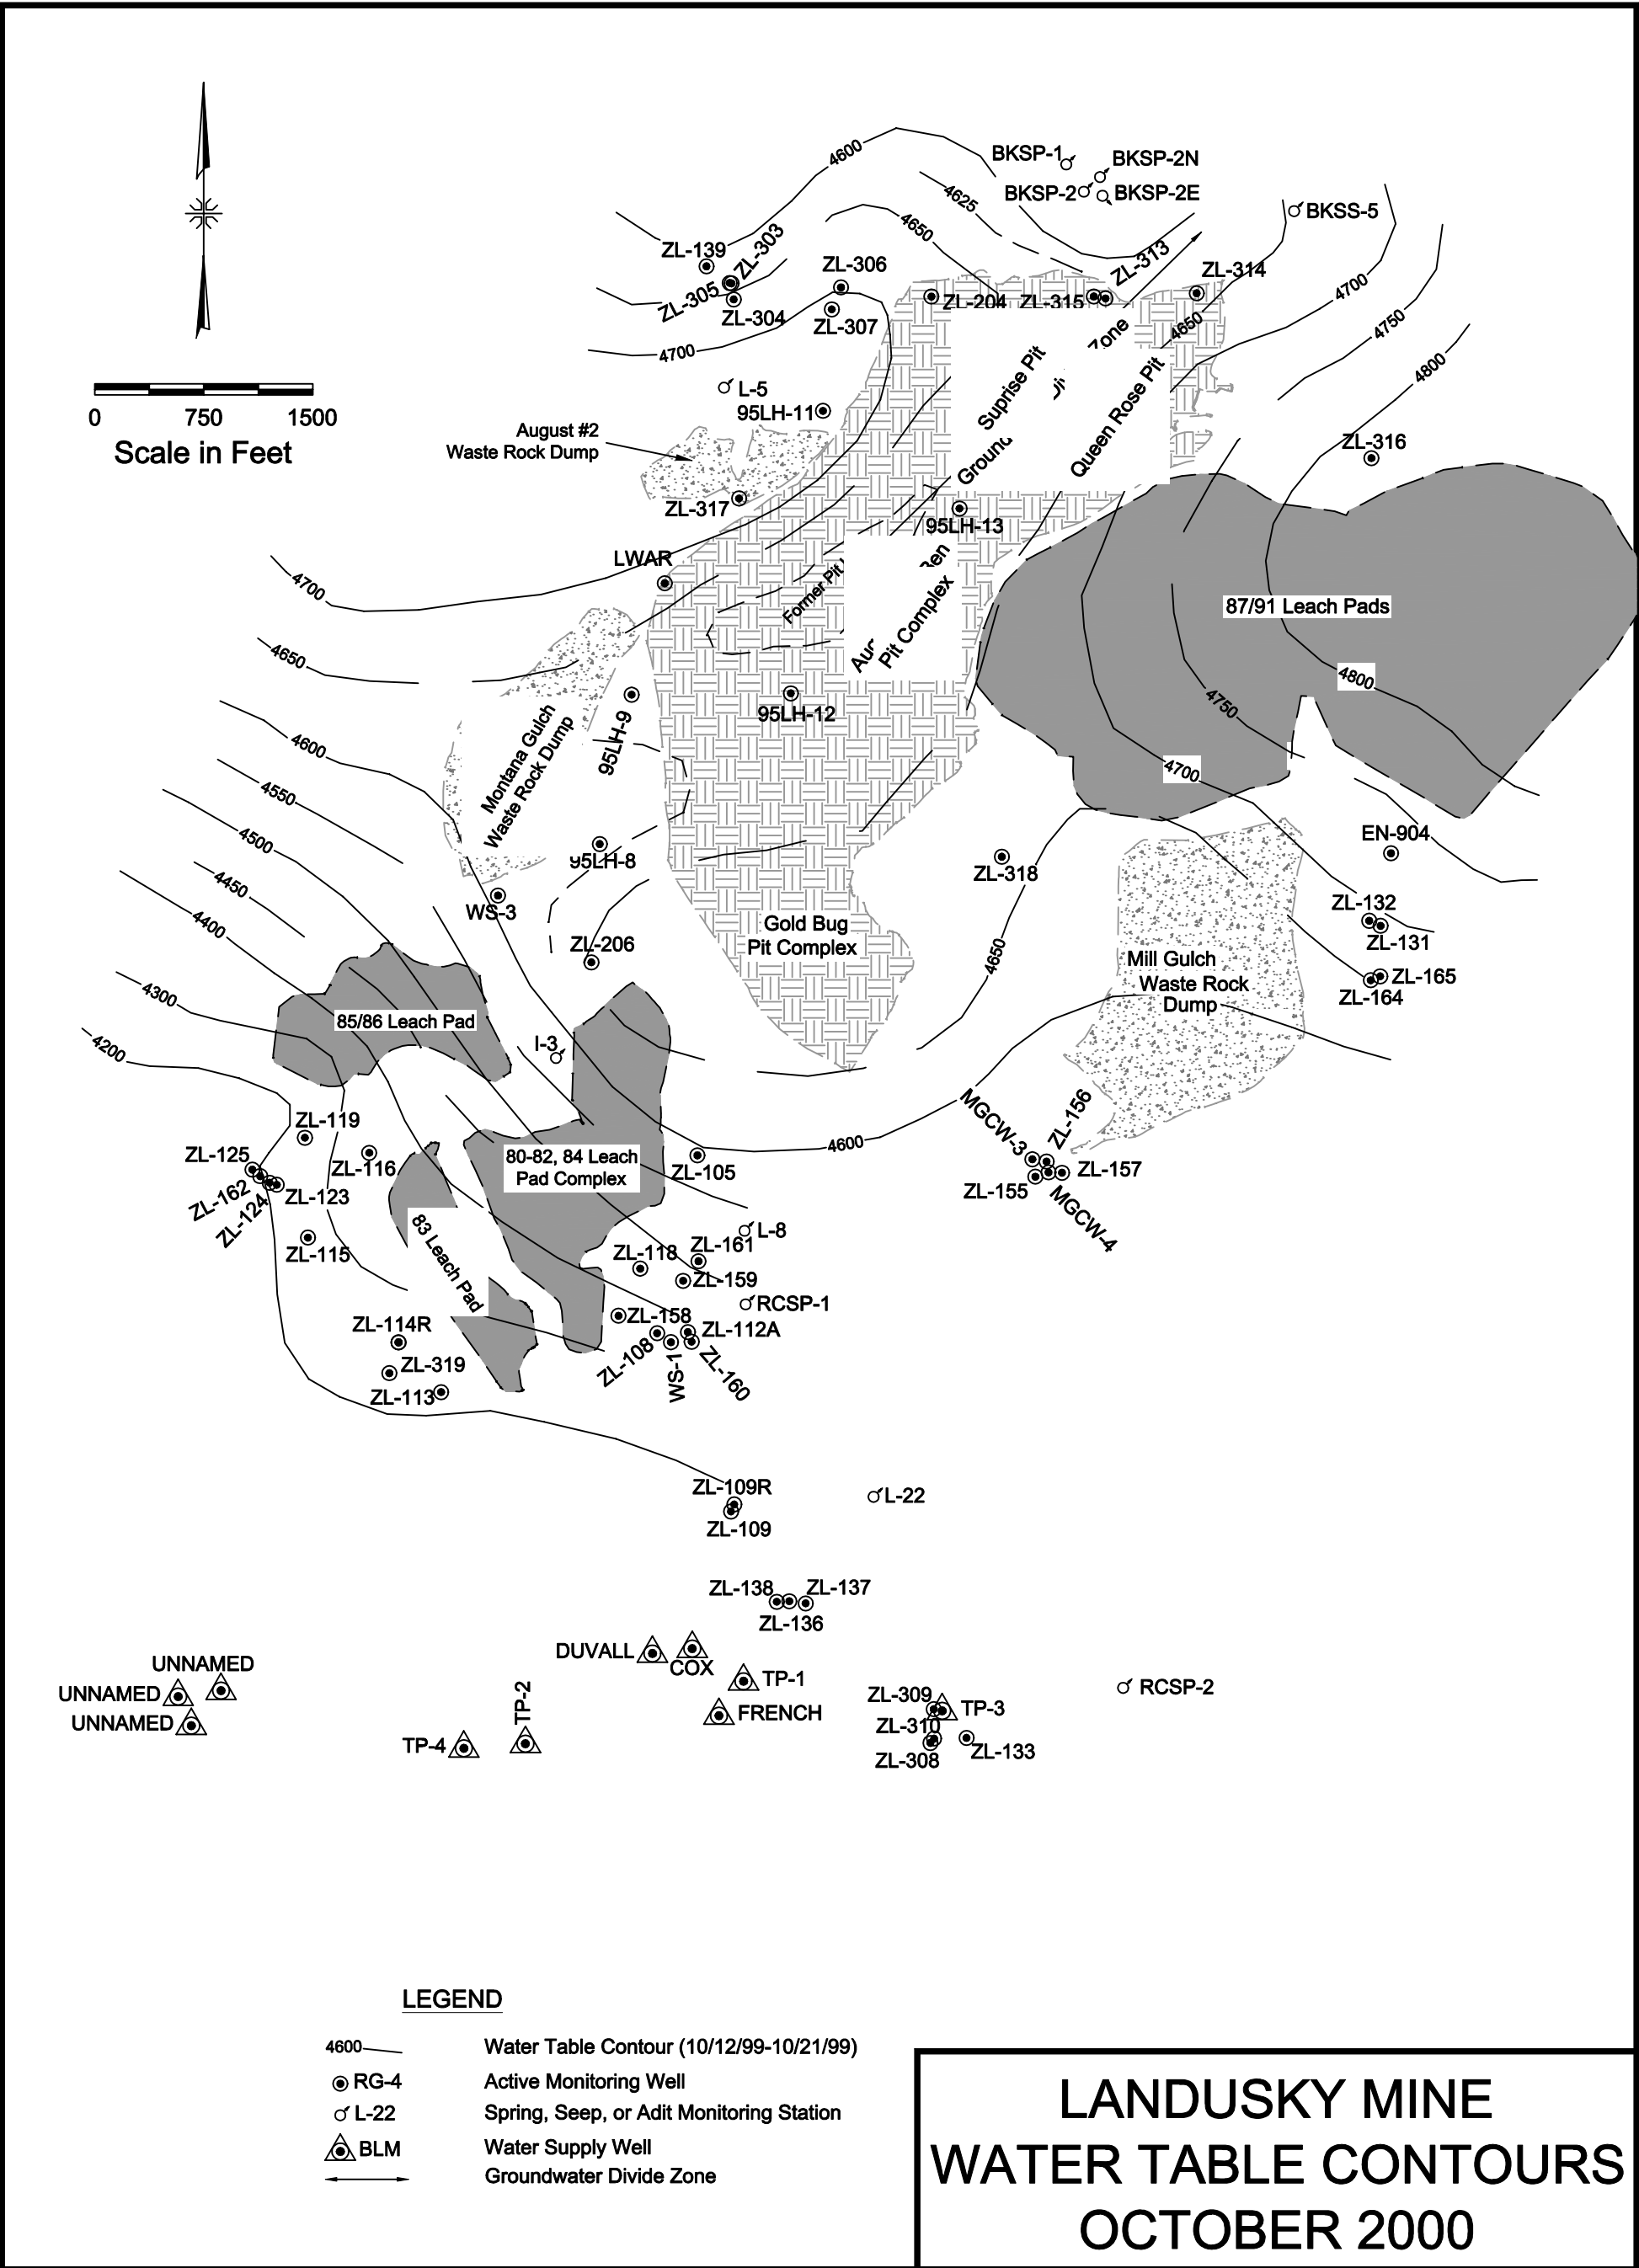 4600
BKSP-1
BKSP-2N
BKSP-2
BKSP-2E
4625
BKSS-5
4650
ZL-139
ZL-303
ZL-305
ZL-304
ZL-306
ZL-307
ZL-313
ZL-314
ZL-204
ZL-315
4700
4650
4700
4750
4800
0 750 1500
Scale in Feet
L-5
95LH-11
August #2
Waste Rock Dump
Suprise Pit
Zone
Ground
Queen Rose Pit
ZL-316
ZL-317
95LH-13
LWAR
Former Pit
Pit Complex
4700
87/91 Leach Pads
4650
4800
4750
95LH-9
95LH-12
Montana Gulch
Waste Rock Dump
4600
4700
4550
4500
EN-904
95LH-8
ZL-318
4450
4400
WS-3
ZL-132
ZL-131
ZL-206
Gold Bug
Pit Complex
4650
Mill Gulch
Waste Rock
Dump
ZL-165
ZL-164
4300
85/86 Leach Pad
4200
I-3
ZL-119
MGCW-3
ZL-156
ZL-125
ZL-116
80-82, 84 Leach
Pad Complex
4600
ZL-105
ZL-157
ZL-155
MGCW-4
ZL-162
ZL-124
ZL-123
83 Leach Pad
L-8
ZL-115
ZL-118
ZL-161
ZL-159
RCSP-1
ZL-114R
ZL-158
ZL-112A
ZL-108
WS-1
ZL-160
ZL-319
ZL-113
ZL-109R
L-22
ZL-109
ZL-138
ZL-137
ZL-136
DUVALL
COX
TP-1
FRENCH
UNNAMED
UNNAMED
UNNAMED
TP-2
TP-4
ZL-309
TP-3
ZL-310
ZL-308
ZL-133
RCSP-2
LEGEND
4600 Water Table Contour (10/12/99-10/21/99)
RG-4 Active Monitoring Well
L-22 Spring, Seep, or Adit Monitoring Station
BLM Water Supply Well
Groundwater Divide Zone
LANDUSKY MINE
WATER TABLE CONTOURS
OCTOBER 2000